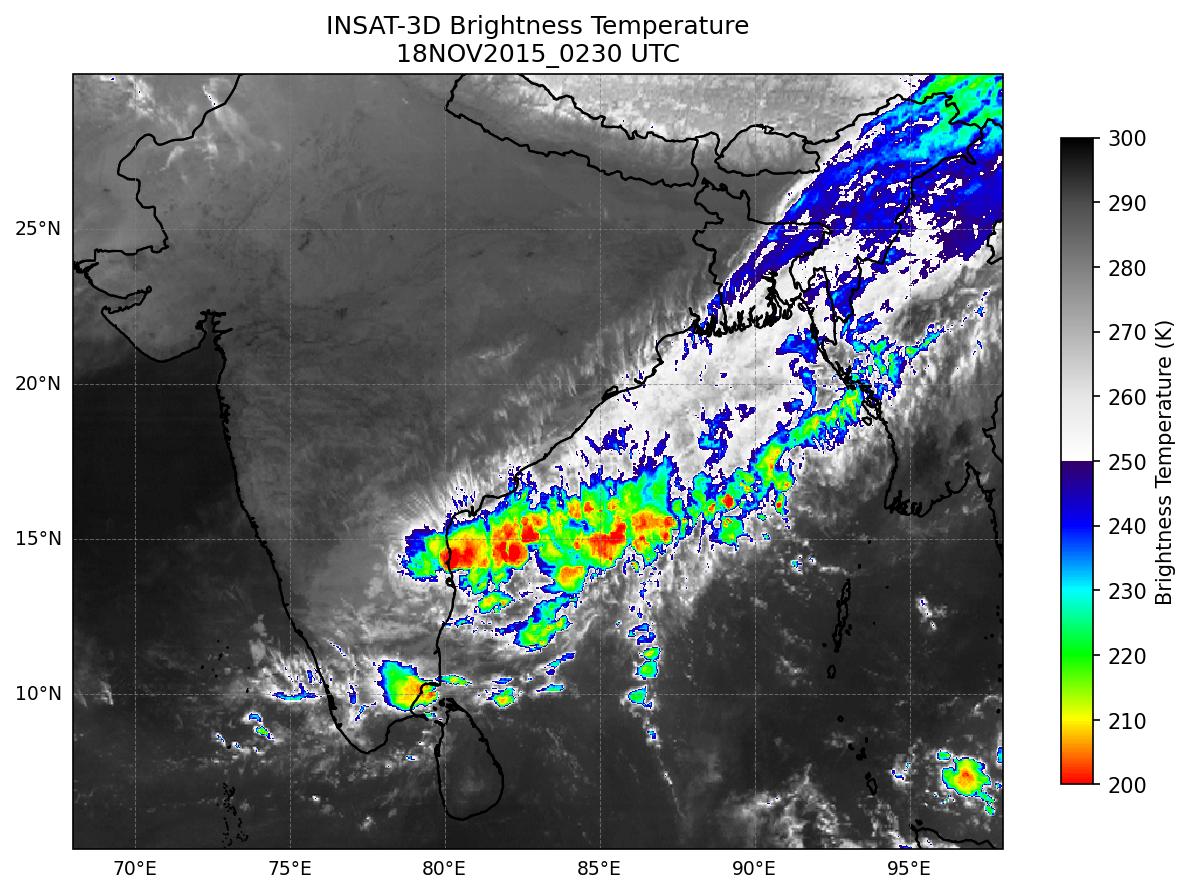 INSAT-3D Brightness Temperature
18NOV2015_0230 UTC
25°N
20°N
15°N
10°N
70°E
75°E
80°E
85°E
90°E
95°E
300
290
280
270
260
250
240
230
220
210
200
Brightness Temperature (K)